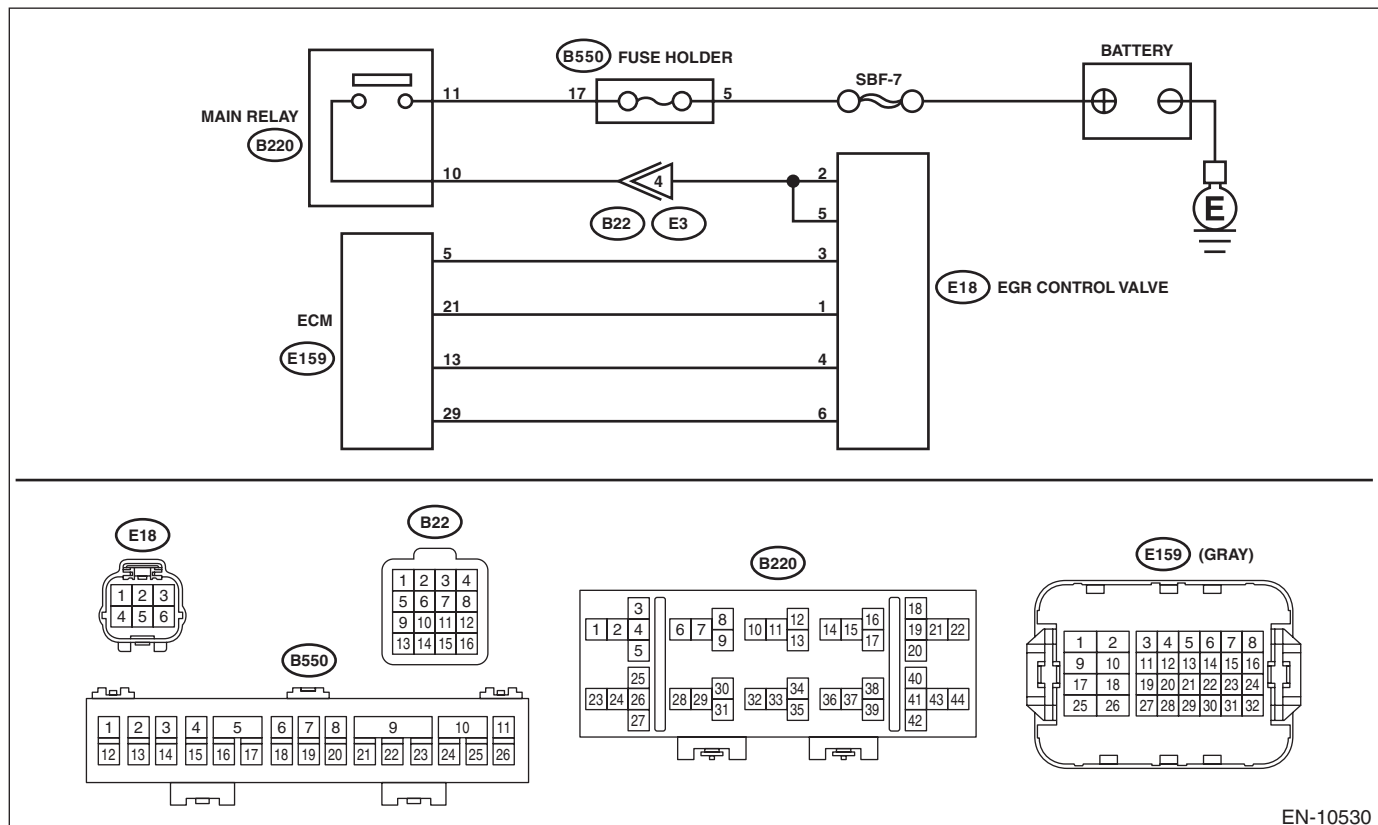 B550 FUSE HOLDER
BATTERY
SBF-7
11 17 5
MAIN RELAY
B220
10 4 2
5
B22 E3
E
5 3
E18 EGR CONTROL VALVE
21 1
ECM
E159
13 4
29 6
E18
1 2 3
4 5 6
B22
1 2 3 4
5 6 7 8
9 10 11 12
13 14 15 16
B550
1 2 3 4 5 6 7 8 9 10 11
12 13 14 15 16 17 18 19 20 21 22 23 24 25 26
B220
3 8 12 16 18
1 2 4 6 7 9 10 11 13 14 15 17 19 21 22
5 20
25 30 34 38 40
23 24 26 28 29 31 32 33 35 36 37 39 41 43 44
27 42
E159 (GRAY)
1 2 3 4 5 6 7 8
9 10 11 12 13 14 15 16
17 18 19 20 21 22 23 24
25 26 27 28 29 30 31 32
EN-10530